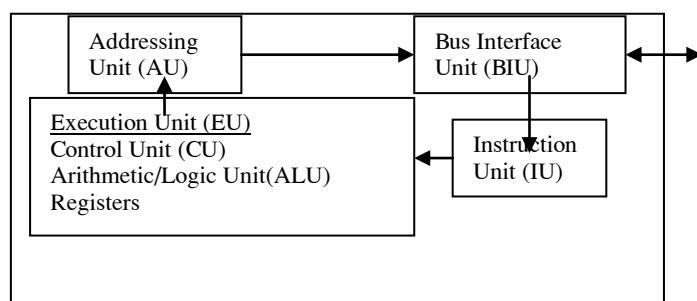 Addressing
Unit (AU)
Bus Interface
Unit (BIU)
Execution Unit (EU)
Control Unit (CU)
Arithmetic/Logic Unit(ALU)
Registers
Instruction
Unit (IU)